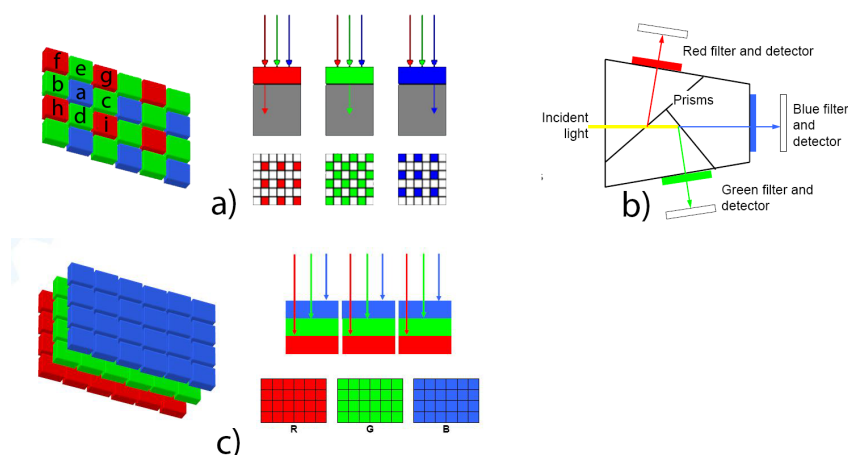 f
e
g
b
a
c
h
d
i
a)
Red filter and detector
Prisms
Incident
light
Blue filter
and
detector
;
Green filter and
detector
b)
c)
R
G
B